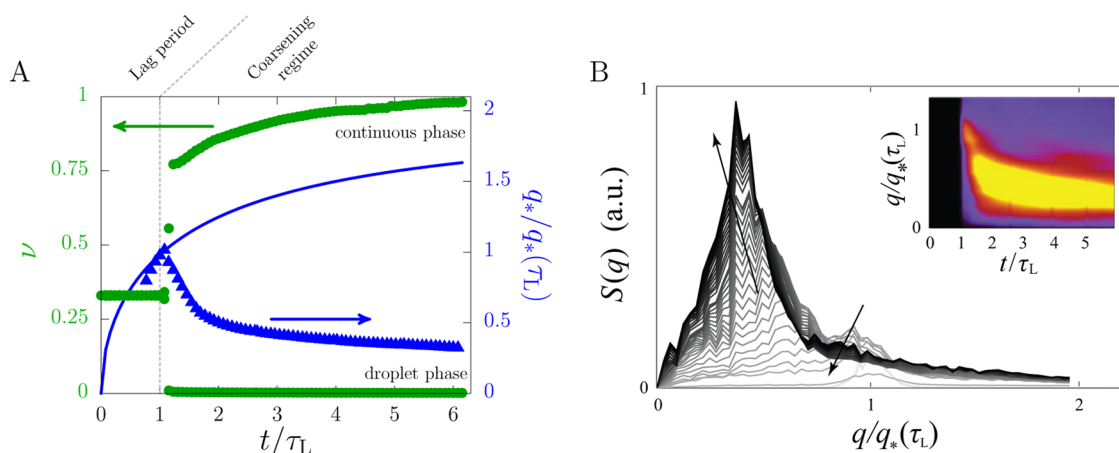 A
Lag period
Coarsening
regime
1
0.75
0.5
0.25
0
ν
continuous phase
droplet phase
2
1.5
1
0.5
0
q*/q*(τL)
0 1 2 3 4 5 6
t/τL
B
1
0
S(q) (a.u.)
0 1 2
q/q*(τL)
1
0
q/q*(τL)
0 1 2 3 4 5
t/τL